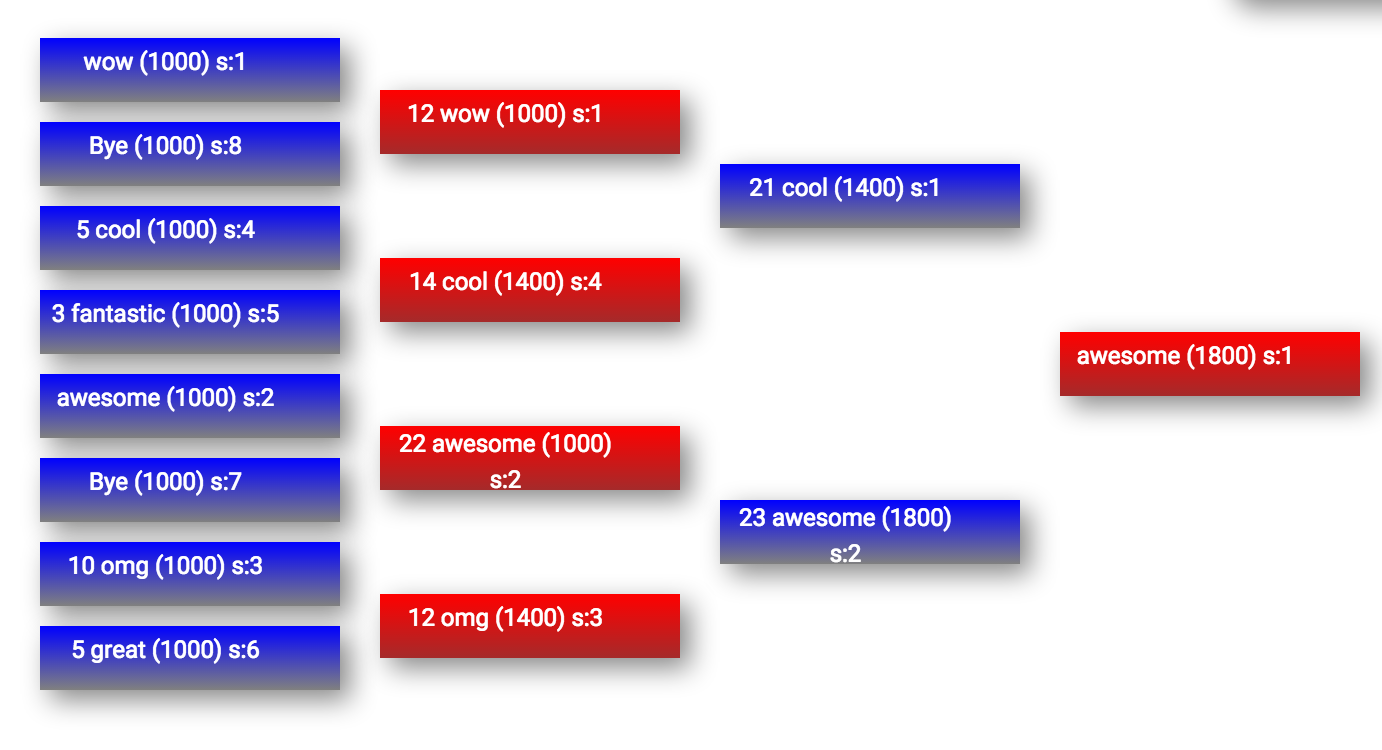 wow (1000) s:1
Bye (1000) s:8
5 cool (1000) s:4
3 fantastic (1000) s:5
awesome (1000) s:2
Bye (1000) s:7
10 omg (1000) s:3
5 great (1000) s:6
12 wow (1000) s:1
14 cool (1400) s:4
22 awesome (1000)
s:2
12 omg (1400) s:3
21 cool (1400) s:1
23 awesome (1800)
s:2
awesome (1800) s:1